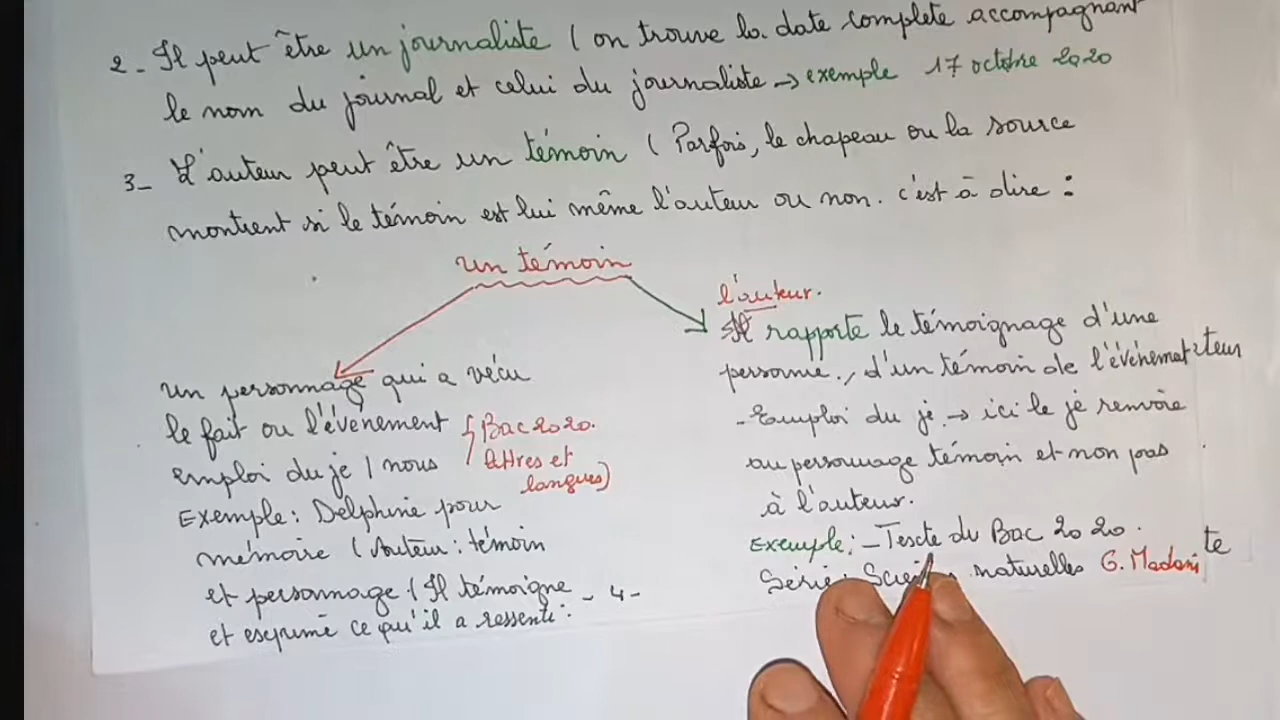 2 - Il peut être un journaliste ( on trouve la date complète accompagnant
le nom du journal et celui du journaliste → exemple 17 octobre 2020
3 - L'auteur peut être un témoin ( Parfois, le chapeau ou la source
montrent si le témoin est lui même l'auteur ou non. c'est à dire :
un témoin
un personnage qui a vécu
le fait ou l'événement
emploi du je / nous
{ Bac 2020.
lettres et
langues)
Exemple : Delphine pour
mémoire ( Auteur : témoin
et personnage ( Il témoigne
et exprime ce qu'il a ressenti :
- 4 -
l'auteur.
Il rapporte le témoignage d'une
personne, d'un témoin de l'événement
- Emploi du je → ici le je renvoie
au personnage témoin et non pas
à l'auteur.
Exemple : - Texte du Bac 2020.
Série : naturelles G. Madani
te